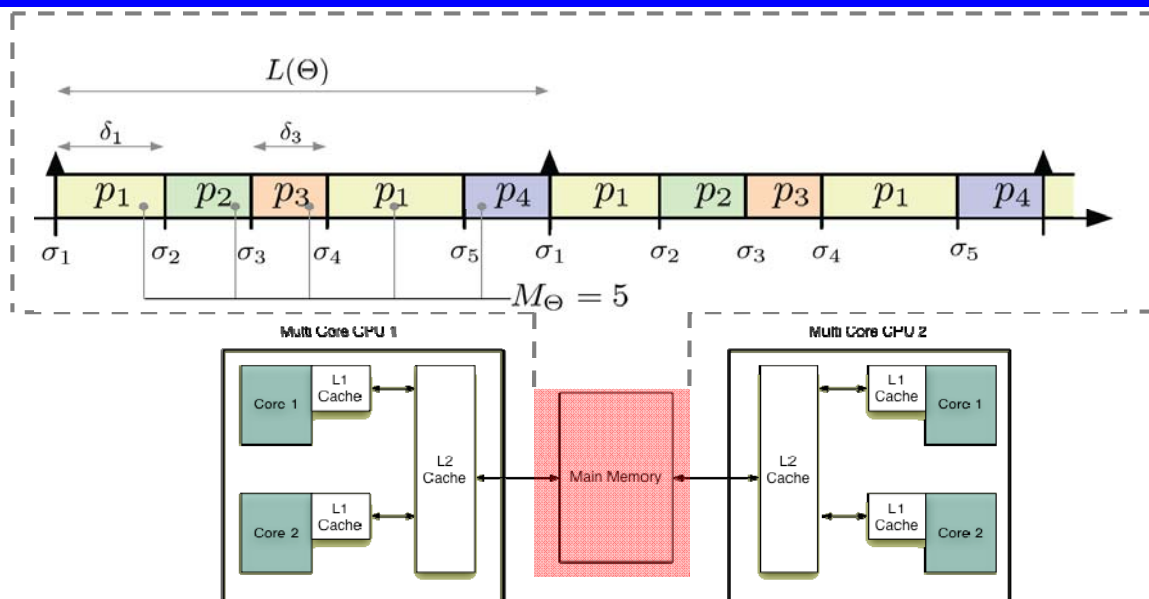 L(Θ)
δ₁ δ₃
p₁ p₂ p₃ p₁ p₄ p₁ p₂ p₃ p₁ p₄
σ₁ σ₂ σ₃ σ₄ σ₅ σ₁ σ₂ σ₃ σ₄ σ₅
M_Θ = 5
Multi Core CPU 1 Multi Core CPU 2
Core 1 L1 Cache L1 Cache Core 1
L2 Cache Main Memory L2 Cache
Core 2 L1 Cache L1 Cache Core 2